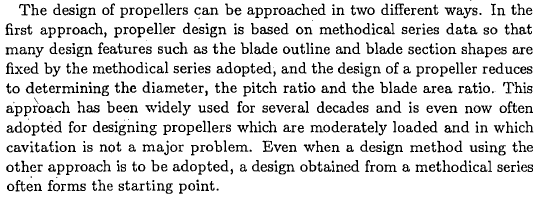 The design of propellers can be approached in two different ways. In the
first approach, propeller design is based on methodical series data so that
many design features such as the blade outline and blade section shapes are
fixed by the methodical series adopted, and the design of a propeller reduces
to determining the diameter, the pitch ratio and the blade area ratio. This
approach has been widely used for several decades and is even now often
adopted for designing propellers which are moderately loaded and in which
cavitation is not a major problem. Even when a design method using the
other approach is to be adopted, a design obtained from a methodical series
often forms the starting point.